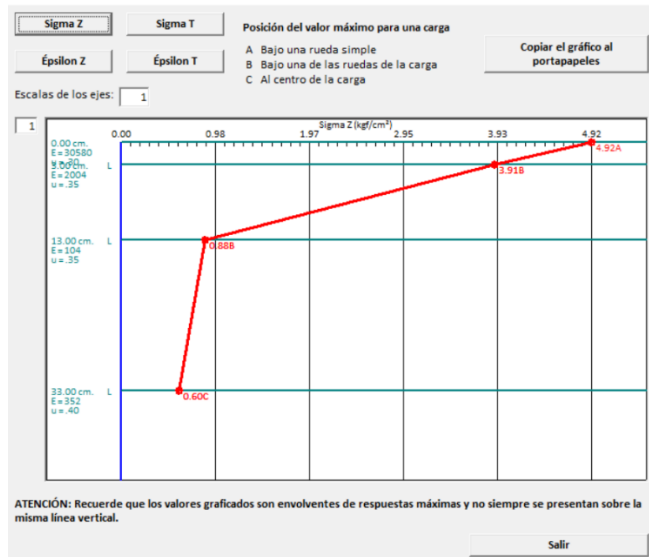 Sigma Z
Sigma T
Posición del valor máximo para una carga
A Bajo una rueda simple
B Bajo una de las ruedas de la carga
C Al centro de la carga
Copiar el gráfico al
portapapeles
Épsilon Z
Épsilon T
Escalas de los ejes: 1
1
Sigma Z (kgf/cm²)
0.00 0.98 1.97 2.95 3.93 4.92
0.00 cm.
E=30580
4.92A
3.00 cm. L
E=2004
u=.35
3.91B
13.00 cm. L
E=104
u=.35
0.88B
33.00 cm. L
E=352
u=.40
0.60C
ATENCIÓN: Recuerde que los valores graficados son envolventes de respuestas máximas y no siempre se presentan sobre la
misma línea vertical.
Salir